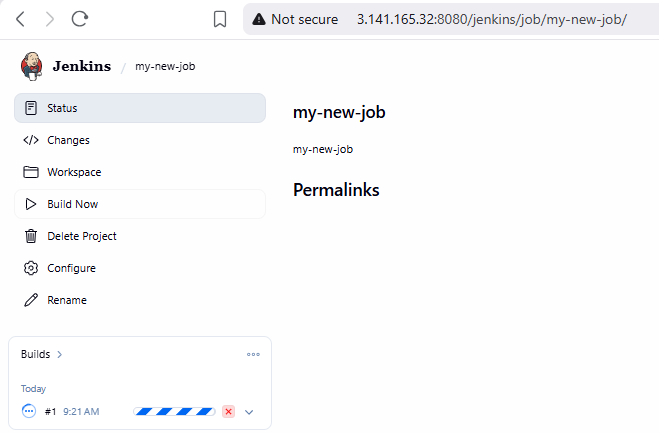 Not secure 3.141.165.32:8080/jenkins/job/my-new-job/
Jenkins / my-new-job
Status
Changes
Workspace
Build Now
Delete Project
Configure
Rename
my-new-job
my-new-job
Permalinks
Builds
Today
#1 9:21 AM